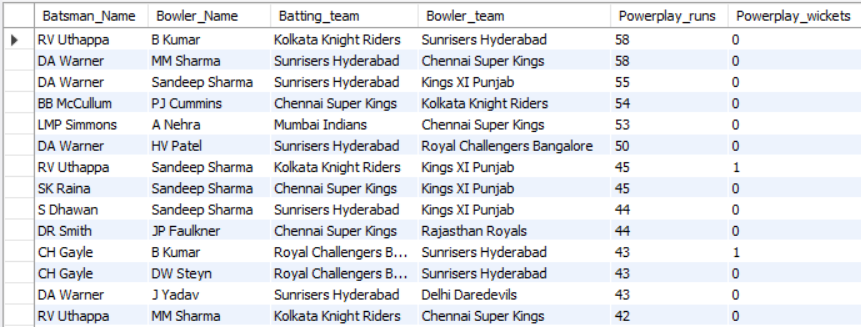 Batsman_Name Bowler_Name Batting_team Bowler_team Powerplay_runs Powerplay_wickets
RV Uthappa B Kumar Kolkata Knight Riders Sunrisers Hyderabad 58 0
DA Warner MM Sharma Sunrisers Hyderabad Chennai Super Kings 58 0
DA Warner Sandeep Sharma Sunrisers Hyderabad Kings XI Punjab 55 0
BB McCullum PJ Cummins Chennai Super Kings Kolkata Knight Riders 54 0
LMP Simmons A Nehra Mumbai Indians Chennai Super Kings 53 0
DA Warner HV Patel Sunrisers Hyderabad Royal Challengers Bangalore 50 0
RV Uthappa Sandeep Sharma Kolkata Knight Riders Kings XI Punjab 45 1
SK Raina Sandeep Sharma Chennai Super Kings Kings XI Punjab 45 0
S Dhawan Sandeep Sharma Sunrisers Hyderabad Kings XI Punjab 44 0
DR Smith JP Faulkner Chennai Super Kings Rajasthan Royals 44 0
CH Gayle B Kumar Royal Challengers B... Sunrisers Hyderabad 43 1
CH Gayle DW Steyn Royal Challengers B... Sunrisers Hyderabad 43 0
DA Warner J Yadav Sunrisers Hyderabad Delhi Daredevils 43 0
RV Uthappa MM Sharma Kolkata Knight Riders Chennai Super Kings 42 0